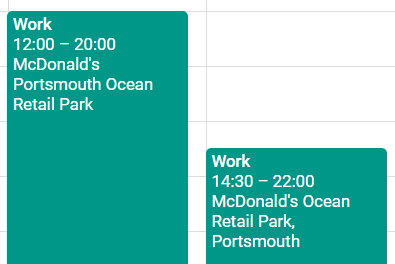 Work
12:00 – 20:00
McDonald's
Portsmouth Ocean
Retail Park
Work
14:30 – 22:00
McDonald's Ocean
Retail Park,
Portsmouth